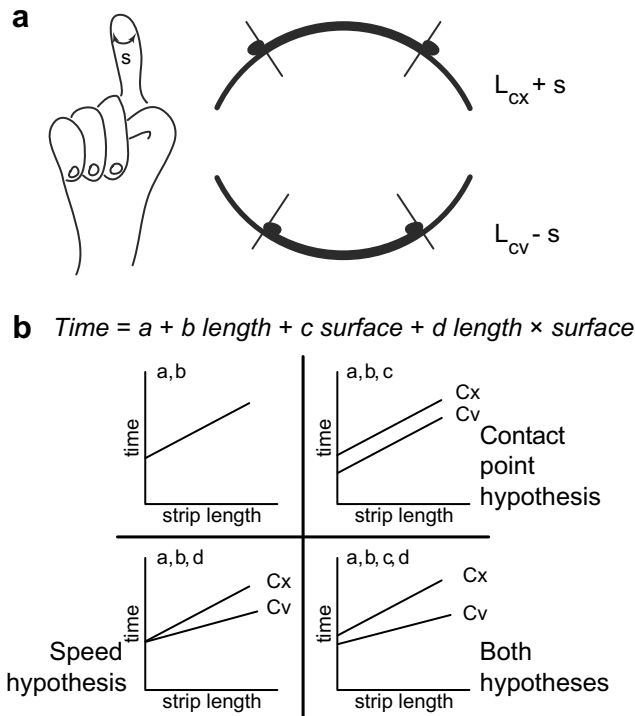 a
s
L_cx + s
L_cv - s
b Time = a + b length + c surface + d length × surface
a, b
time
strip length
a, b, c
Cx
Cv
time
strip length
Contact
point
hypothesis
a, b, d
Cx
Cv
time
strip length
Speed
hypothesis
a, b, c, d
Cx
Cv
time
strip length
Both
hypotheses